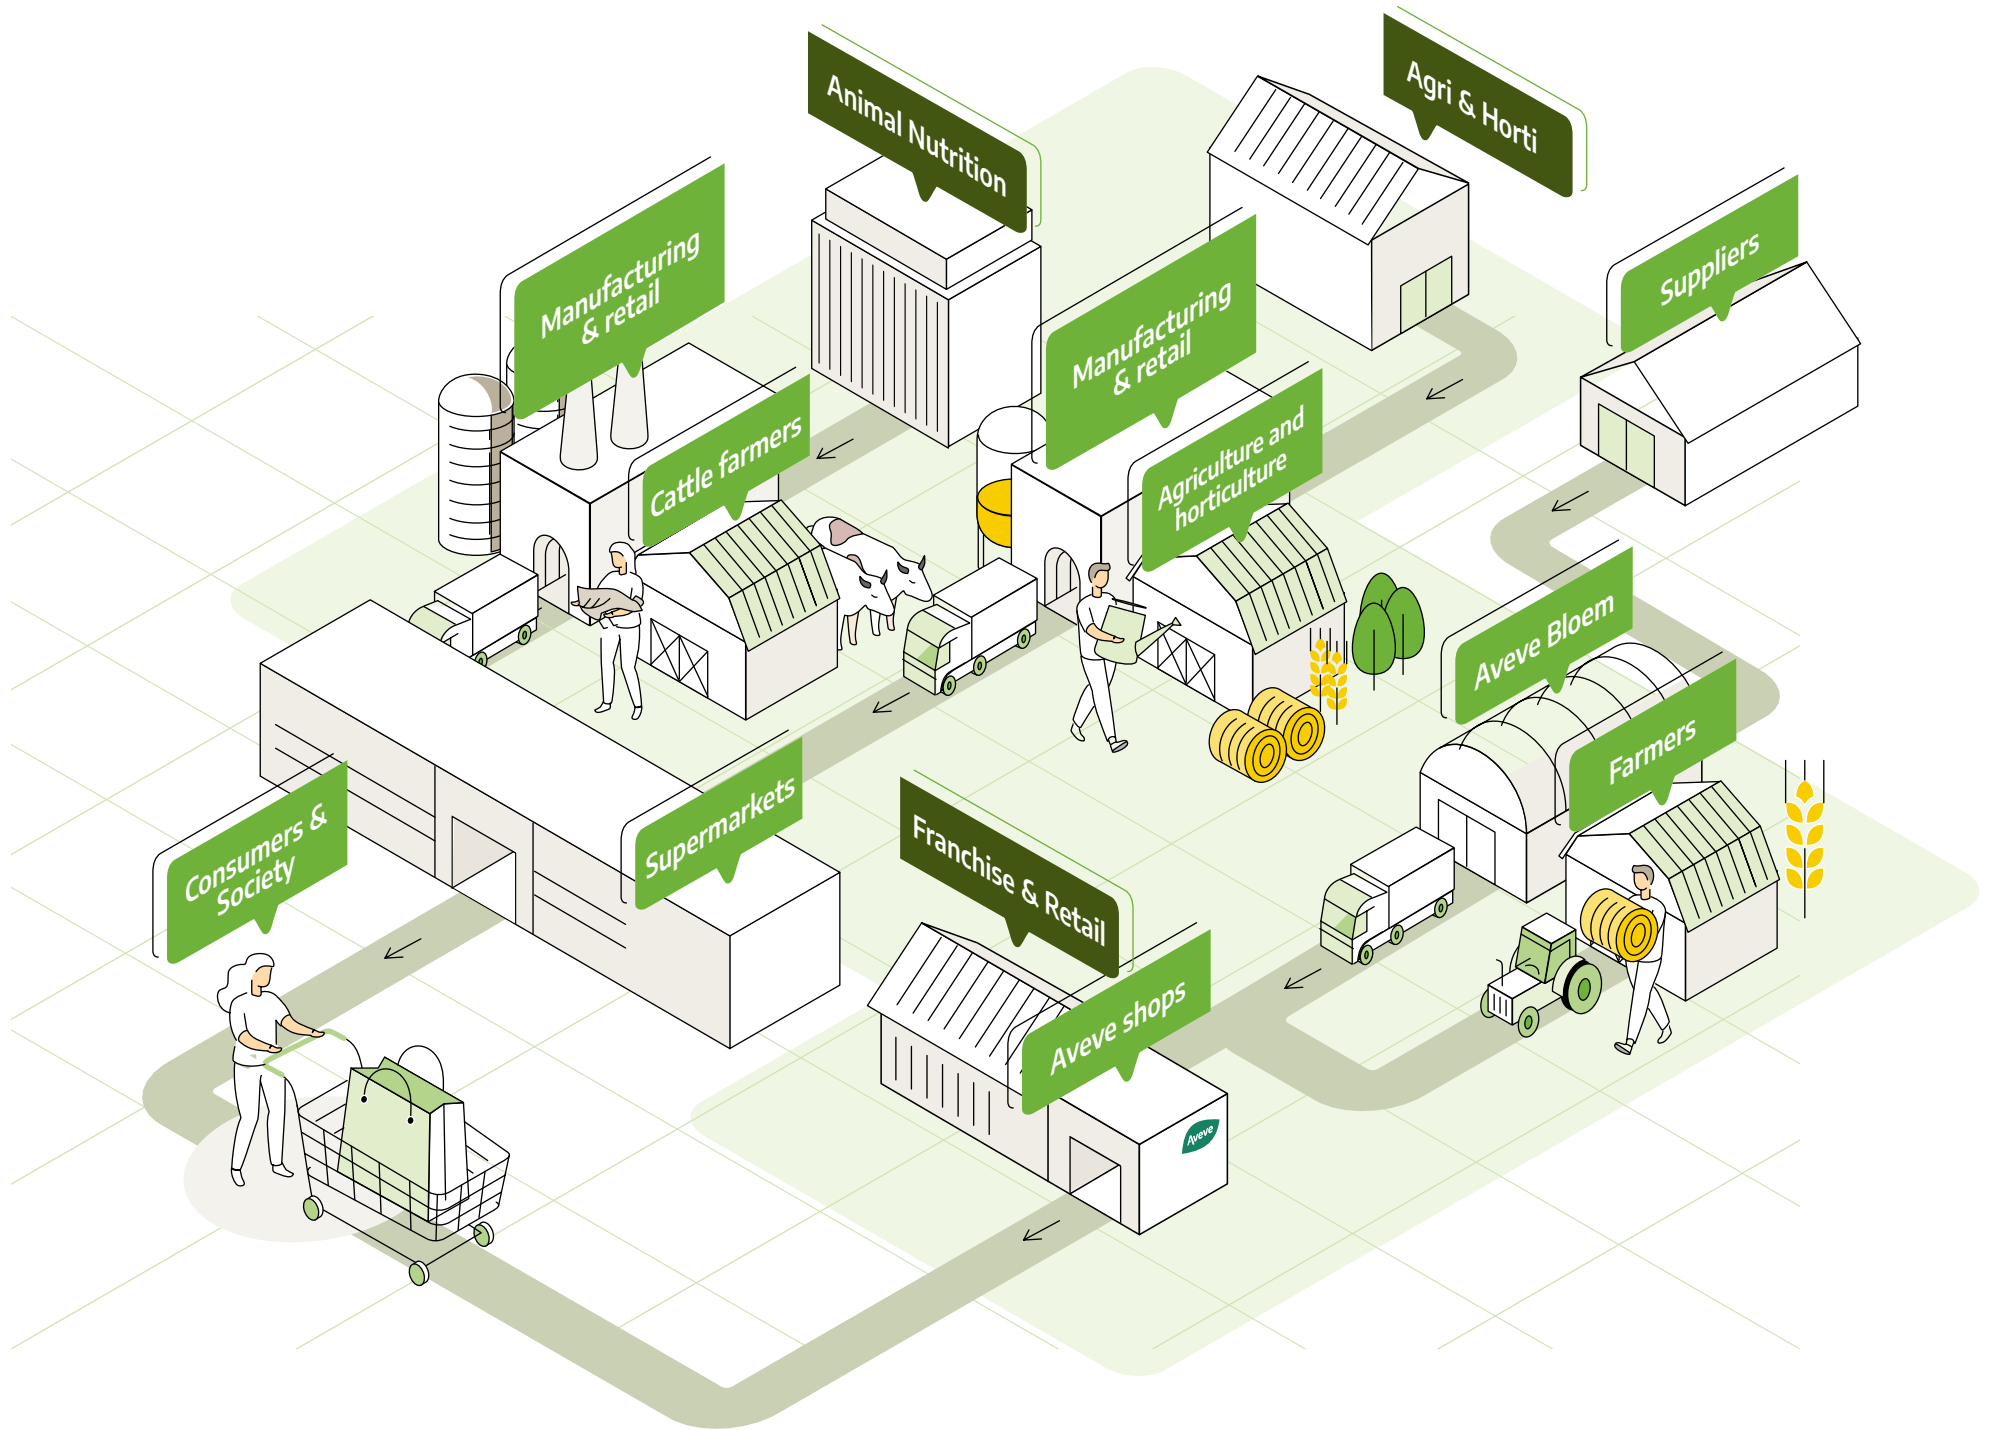 Animal Nutrition
Agri & Horti
Manufacturing
& retail
Suppliers
Manufacturing
& retail
Cattle farmers
Agriculture and
horticulture
Aveve Bloem
Farmers
Supermarkets
Consumers &
Society
Franchise & Retail
Aveve shops
Aveve